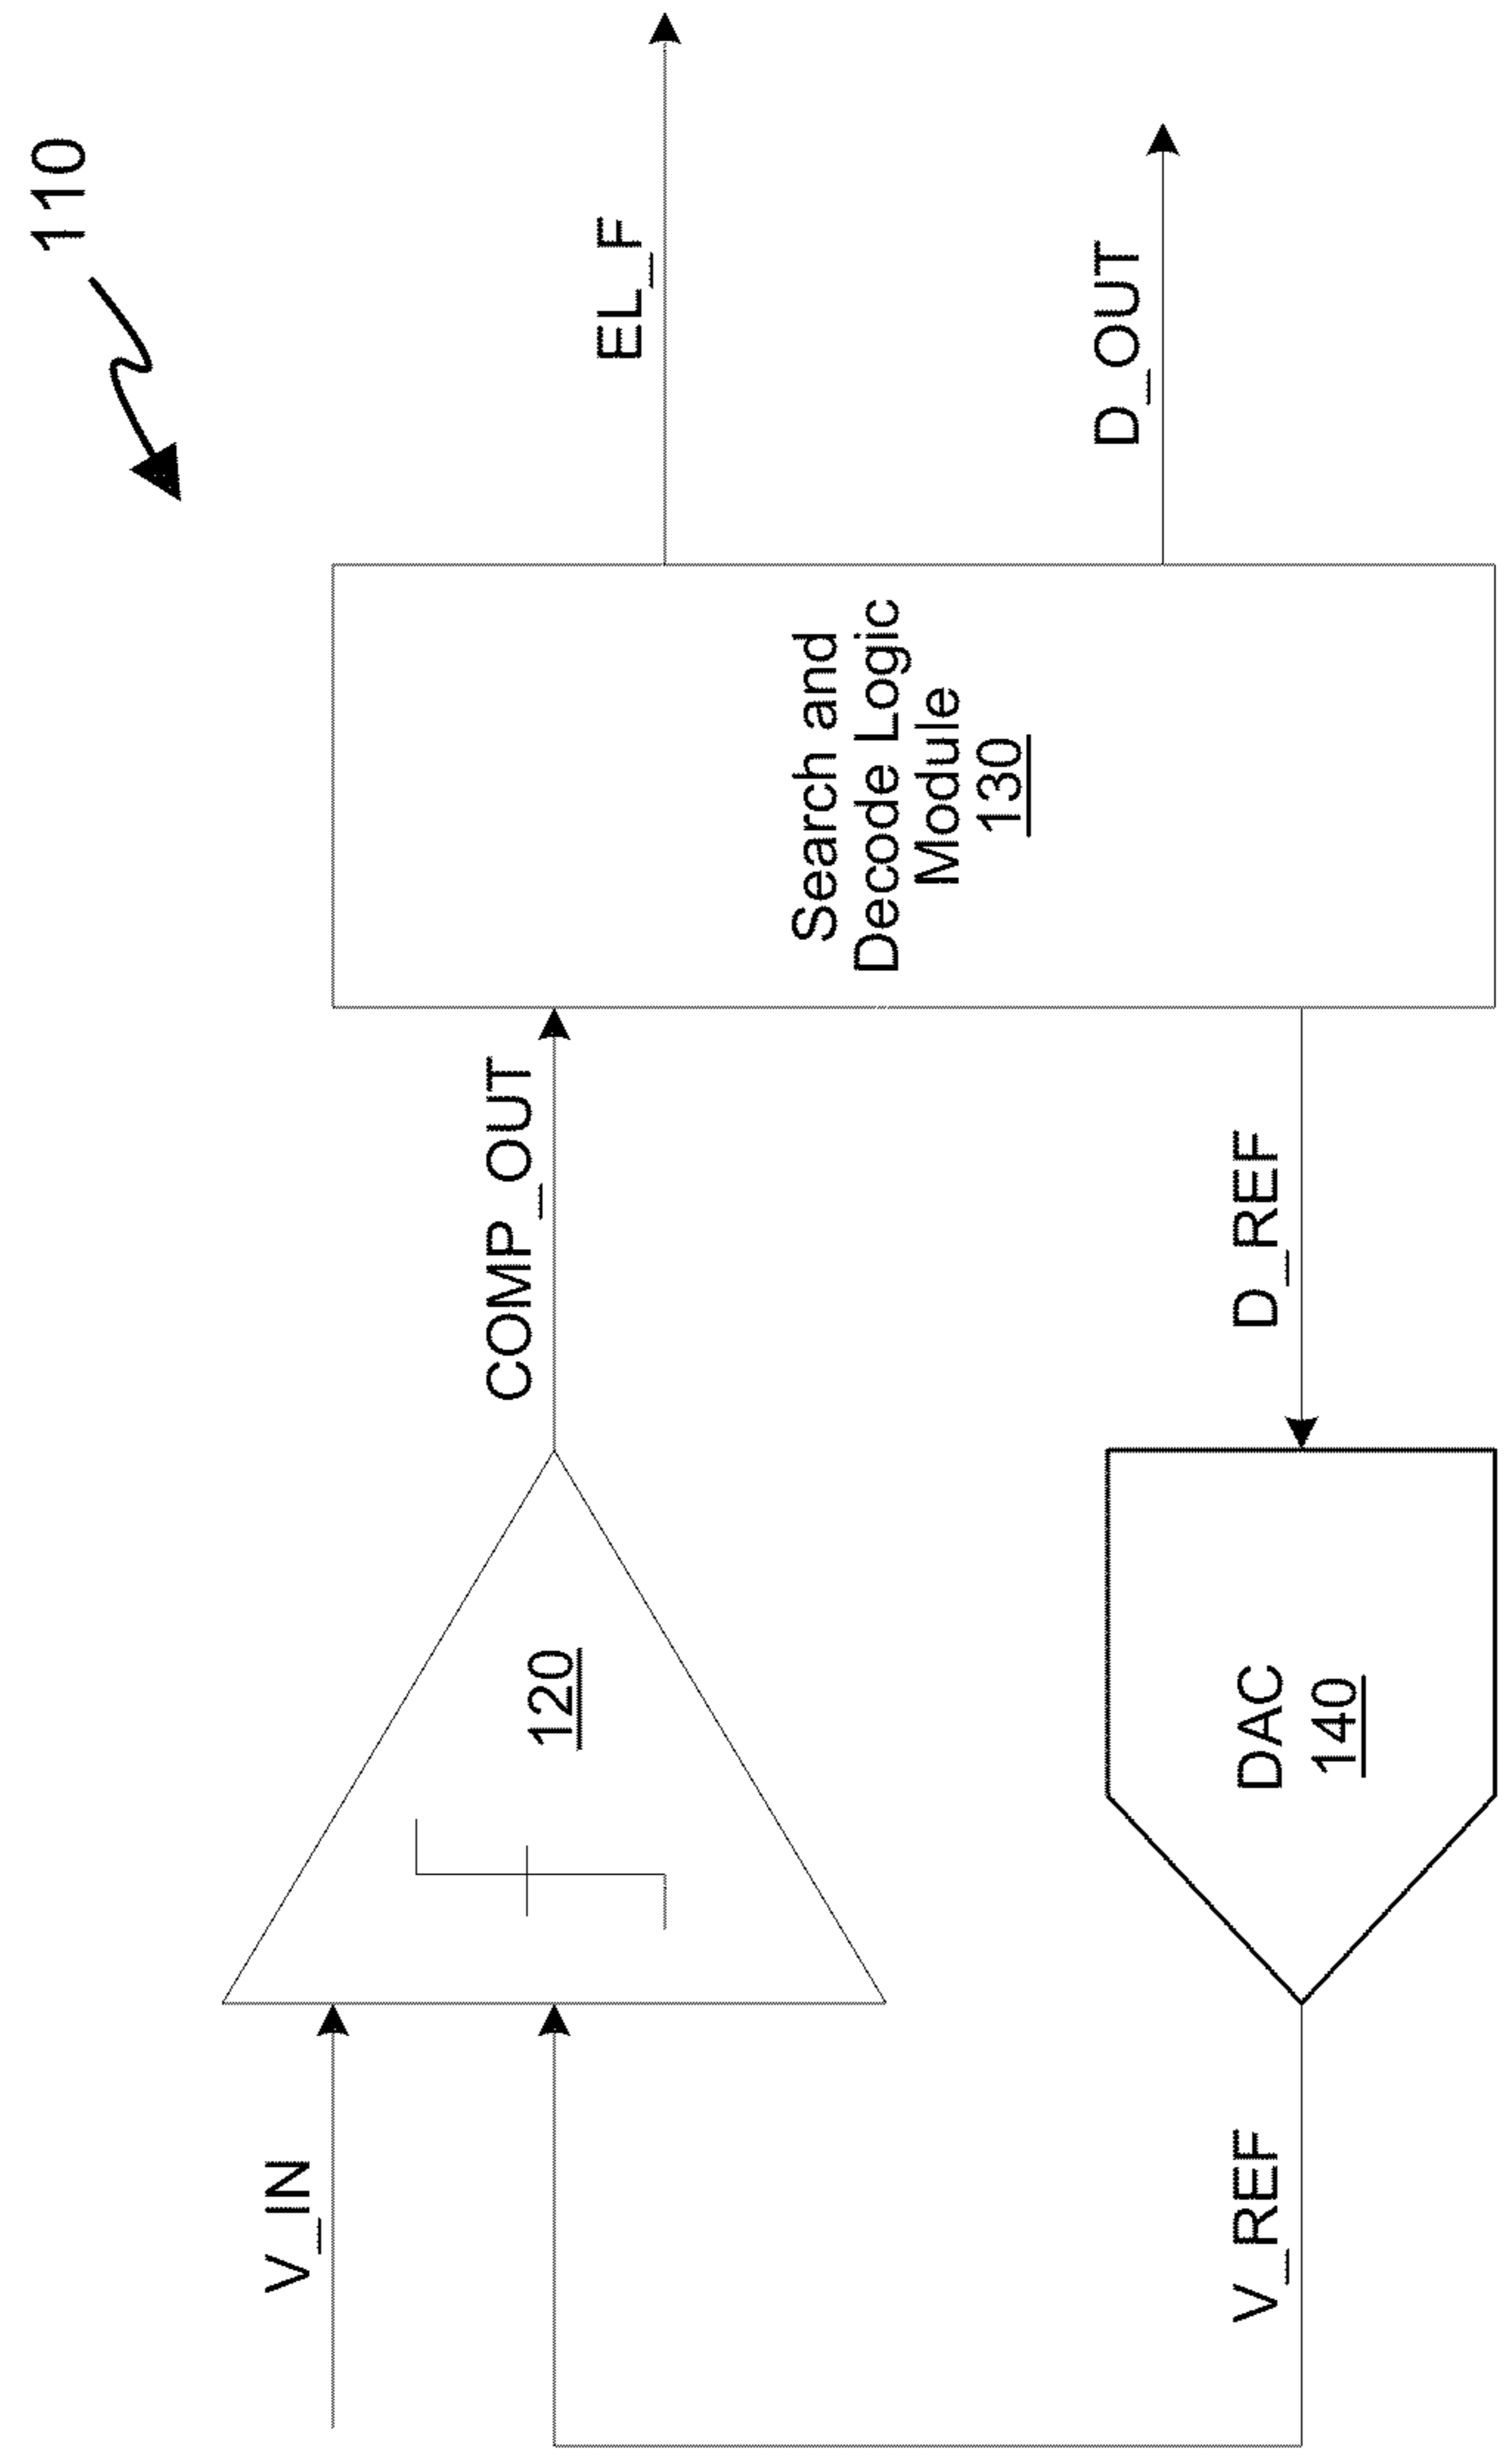 110
V_IN
120
COMP_OUT
Search and
Decode Logic
Module
130
EL_F
D_OUT
D_REF
DAC
140
V_REF